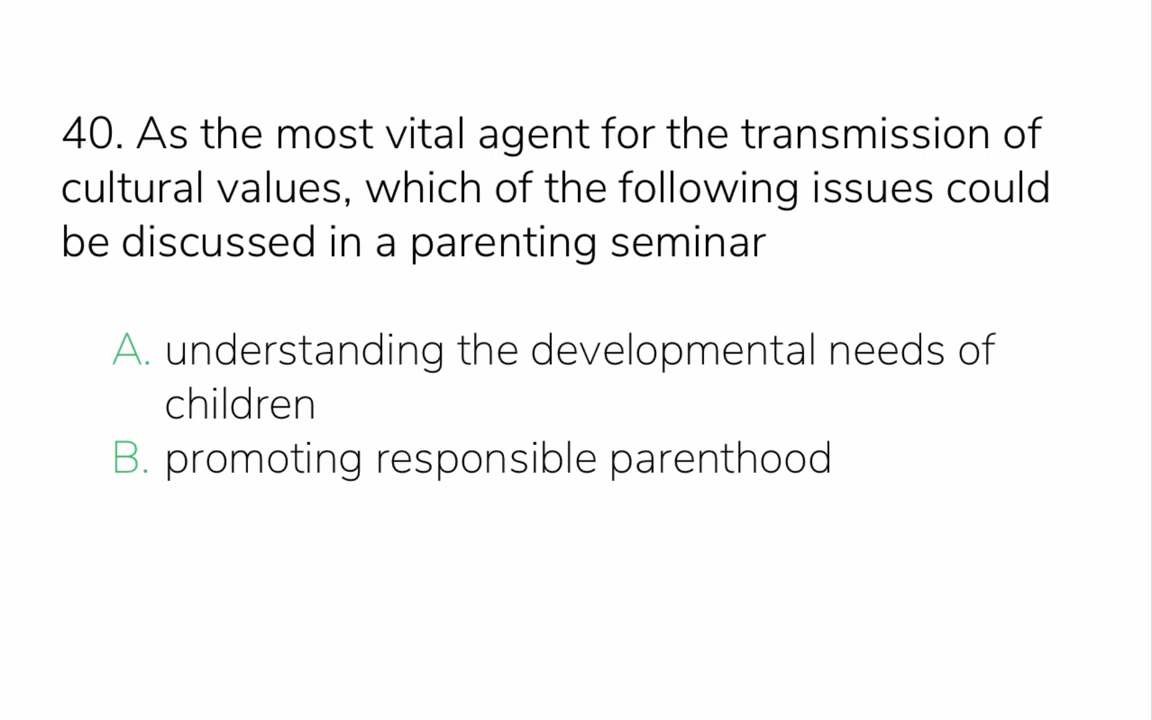 40. As the most vital agent for the transmission of
cultural values, which of the following issues could
be discussed in a parenting seminar
A. understanding the developmental needs of
children
B. promoting responsible parenthood